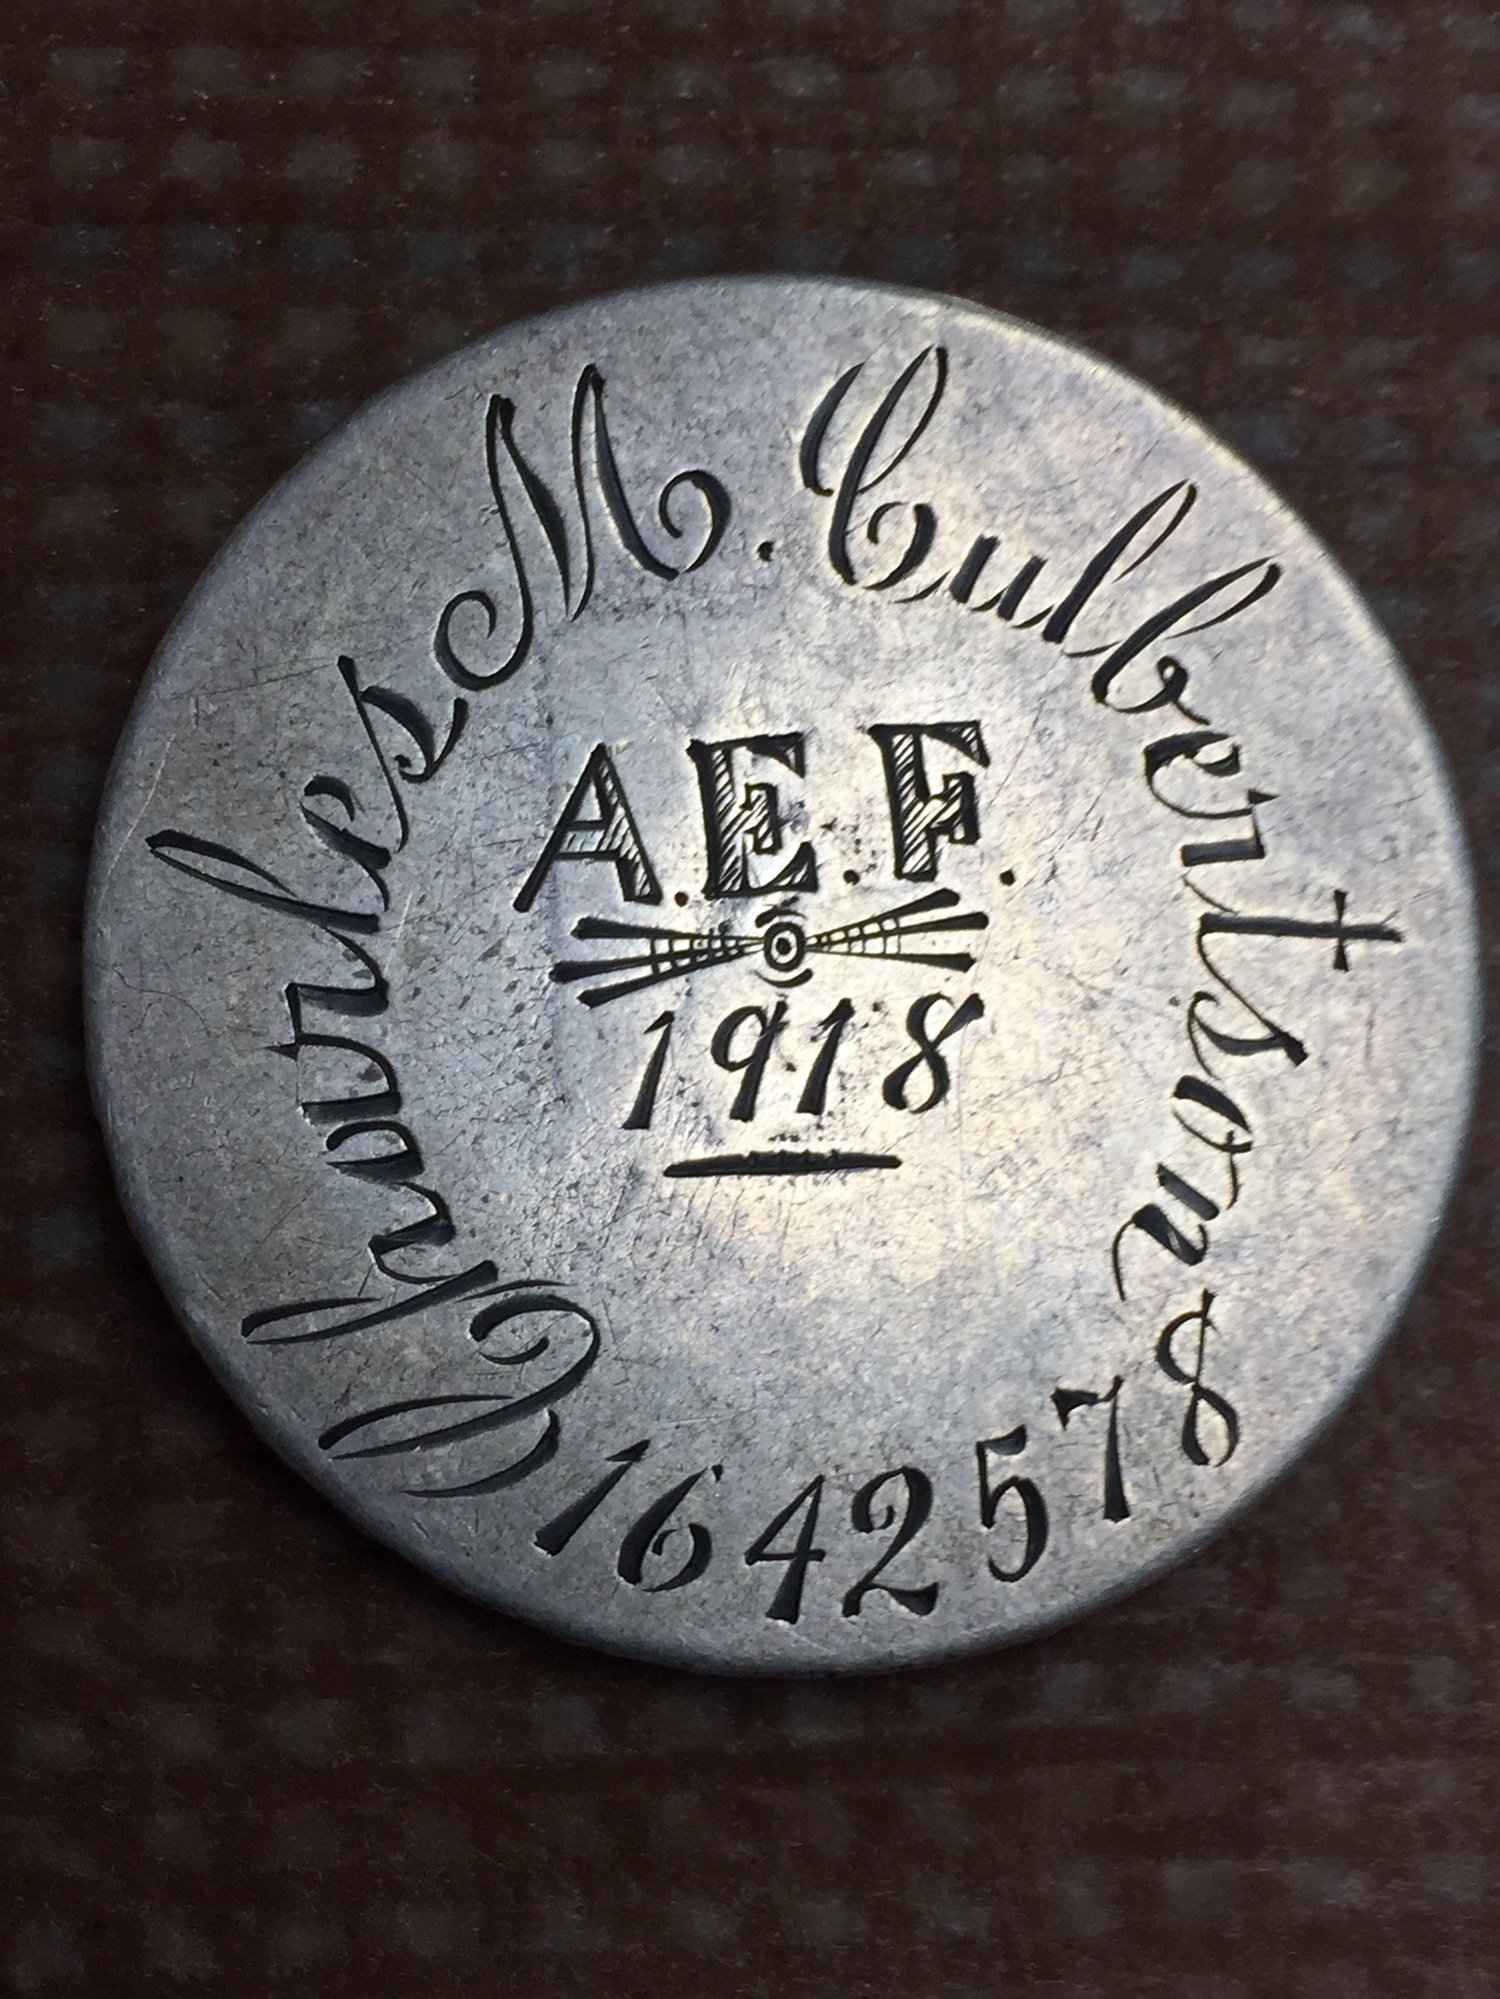 Charles M. Culbertson
A.E.F.
1918
1642578